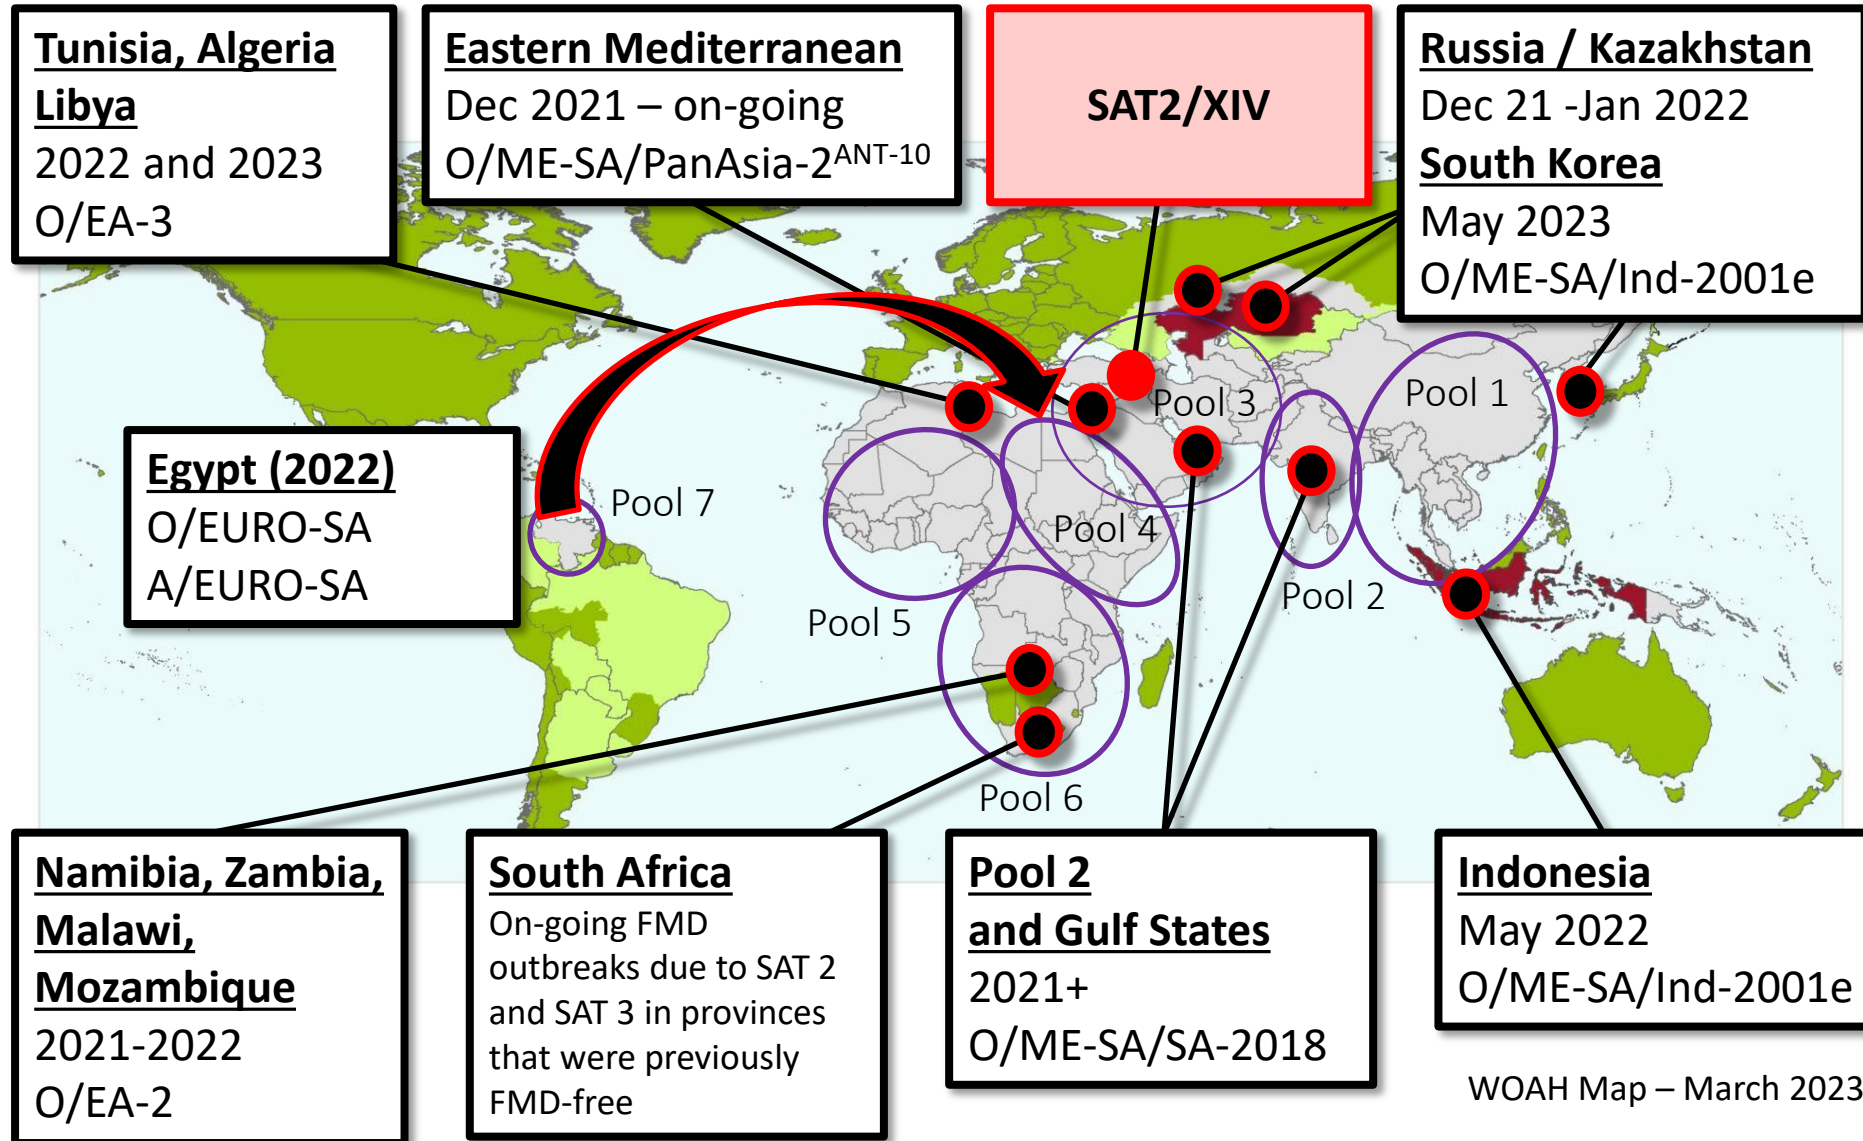 Tunisia, Algeria
Libya
2022 and 2023
O/EA-3
Eastern Mediterranean
Dec 2021 – on-going
O/ME-SA/PanAsia-2ANT-10
SAT2/XIV
Russia / Kazakhstan
Dec 21 -Jan 2022
South Korea
May 2023
O/ME-SA/Ind-2001e
Egypt (2022)
O/EURO-SA
A/EURO-SA
Pool 7
Pool 3
Pool 1
Pool 4
Pool 5
Pool 2
Pool 6
Namibia, Zambia,
Malawi,
Mozambique
2021-2022
O/EA-2
South Africa
On-going FMD
outbreaks due to SAT 2
and SAT 3 in provinces
that were previously
FMD-free
Pool 2
and Gulf States
2021+
O/ME-SA/SA-2018
Indonesia
May 2022
O/ME-SA/Ind-2001e
WOAH Map – March 2023